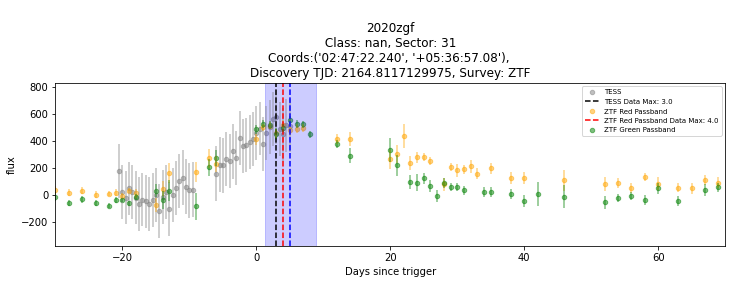 2020zgf
Class: nan, Sector: 31
Coords:('02:47:22.240', '+05:36:57.08'),
Discovery TJD: 2164.8117129975, Survey: ZTF
800
600
400
200
0
−200
flux
TESS
TESS Data Max: 3.0
ZTF Red Passband
ZTF Red Passband Data Max: 4.0
ZTF Green Passband
−20 0 20 40 60
Days since trigger